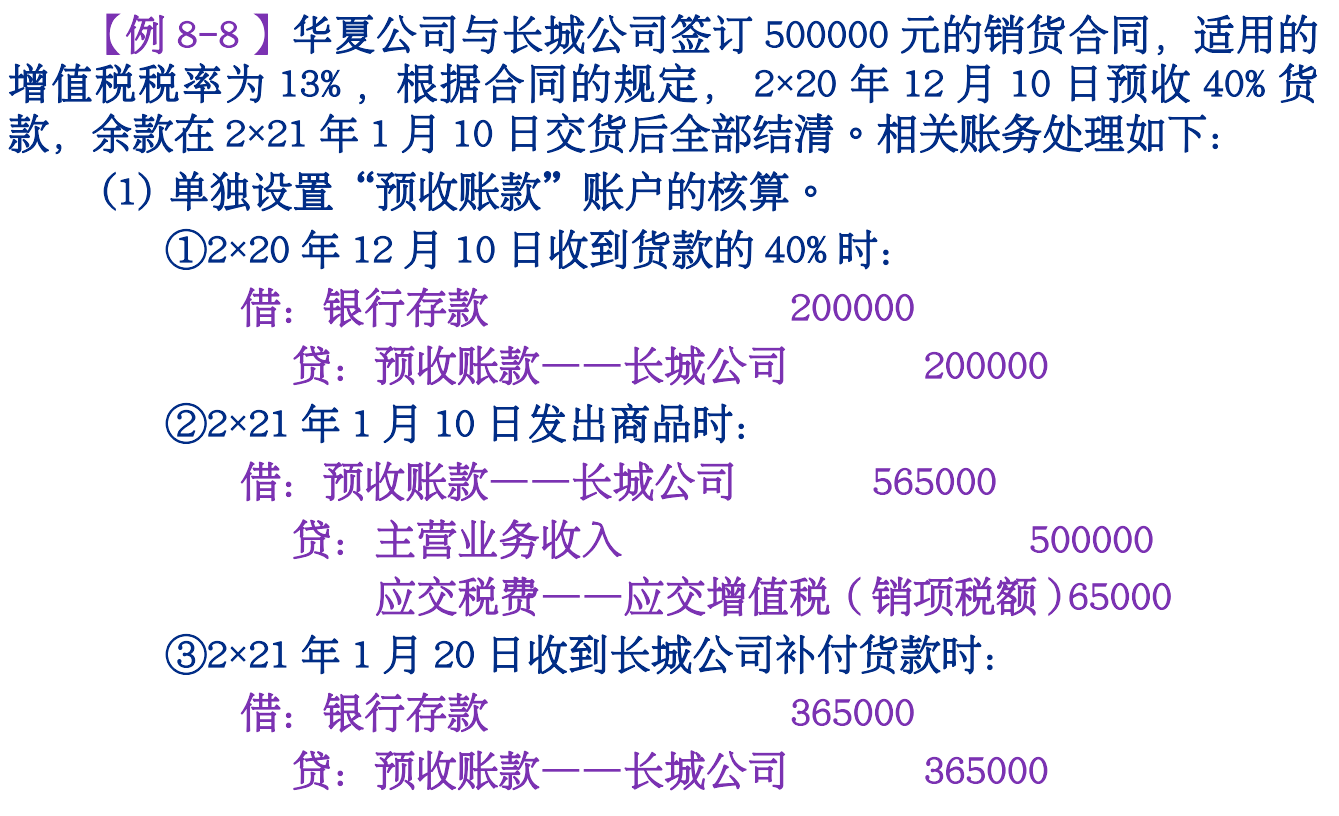 【例 8-8 】华夏公司与长城公司签订 500000 元的销货合同，适用的
增值税税率为 13% ，根据合同的规定， 2×20 年 12 月 10 日预收 40% 货
款，余款在 2×21 年 1 月 10 日交货后全部结清。相关账务处理如下：
(1) 单独设置“预收账款”账户的核算。
①2×20 年 12 月 10 日收到货款的 40% 时：
借：银行存款 200000
贷：预收账款——长城公司 200000
②2×21 年 1 月 10 日发出商品时：
借：预收账款——长城公司 565000
贷：主营业务收入 500000
应交税费——应交增值税（销项税额）65000
③2×21 年 1 月 20 日收到长城公司补付货款时：
借：银行存款 365000
贷：预收账款——长城公司 365000